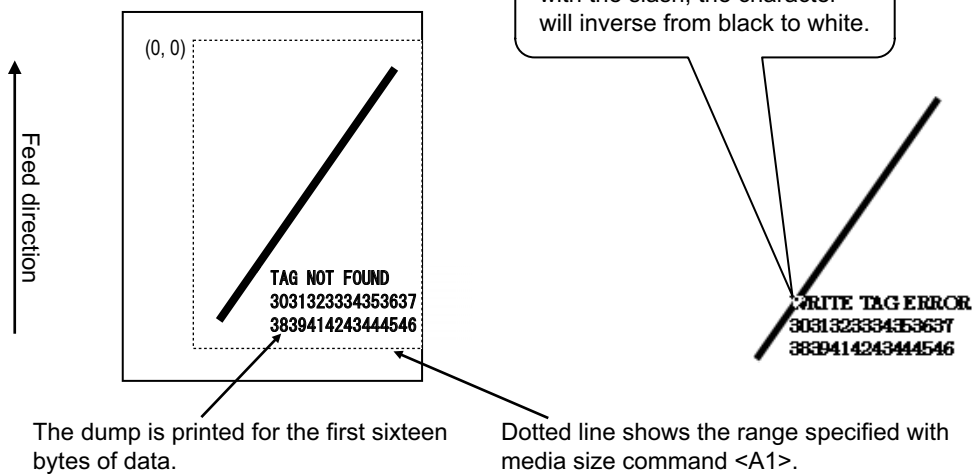 with the slash, the character
will inverse from black to white.
(0, 0)
Feed direction
TAG NOT FOUND
3031323334353637
3839414243444546
WRITE TAG ERROR
3031323334353637
3839414243444546
The dump is printed for the first sixteen
bytes of data.
Dotted line shows the range specified with
media size command <A1>.